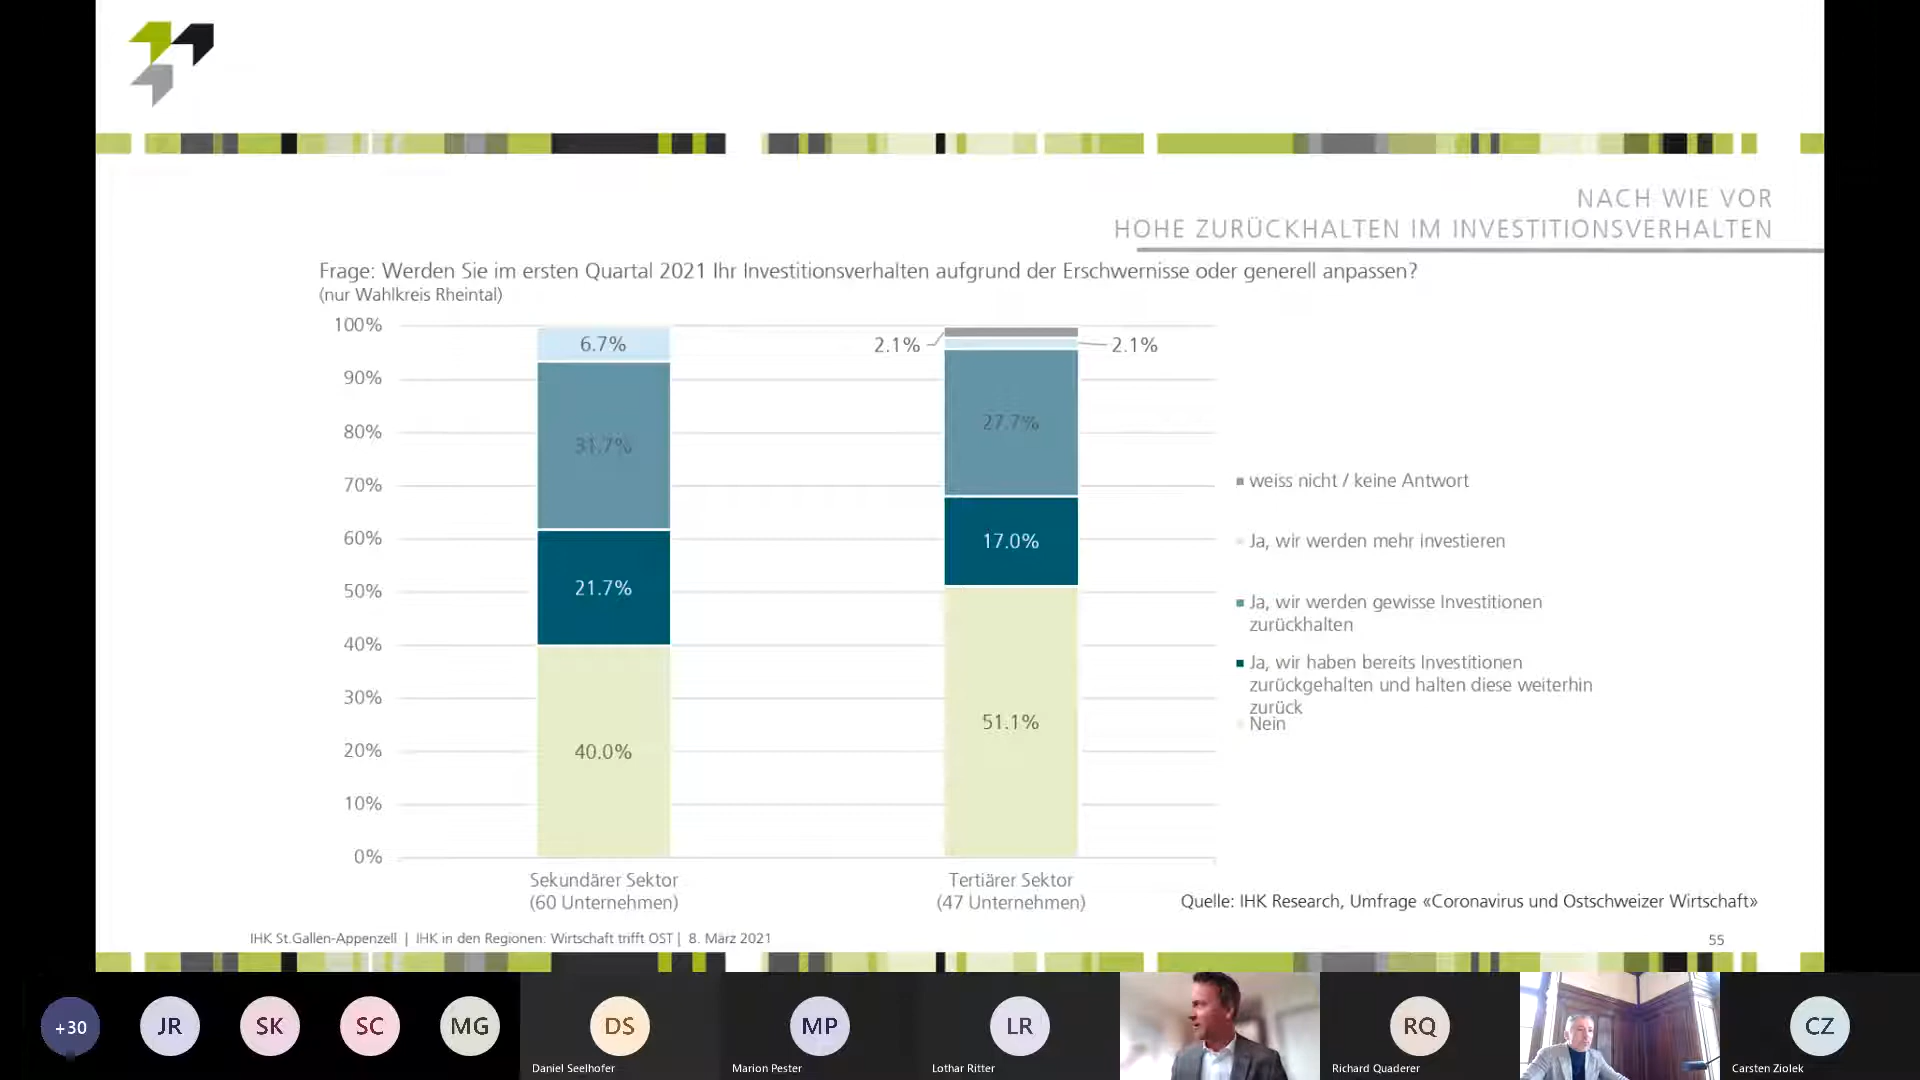 NACH WIE VOR
HOHE ZURÜCKHALTEN IM INVESTITIONSVERHALTEN
Frage: Werden Sie im ersten Quartal 2021 Ihr Investitionsverhalten aufgrund der Erschwernisse oder generell anpassen?
(nur Wahlkreis Rheintal)
100%
90%
80%
70%
60%
50%
40%
30%
20%
10%
0%
6.7%
31.7%
21.7%
40.0%
2.1%
2.1%
27.7%
17.0%
51.1%
Sekundärer Sektor
(60 Unternehmen)
Tertiärer Sektor
(47 Unternehmen)
weiss nicht / keine Antwort
Ja, wir werden mehr investieren
Ja, wir werden gewisse Investitionen
zurückhalten
Ja, wir haben bereits Investitionen
zurückgehalten und halten diese weiterhin
zurück
Nein
Quelle: IHK Research, Umfrage «Coronavirus und Ostschweizer Wirtschaft»
IHK St.Gallen-Appenzell | IHK in den Regionen: Wirtschaft trifft OST | 8. März 2021
55
+30
JR
SK
SC
MG
DS
Daniel Seelhofer
MP
Marion Pester
LR
Lothar Ritter
RQ
Richard Quaderer
CZ
Carsten Ziolek